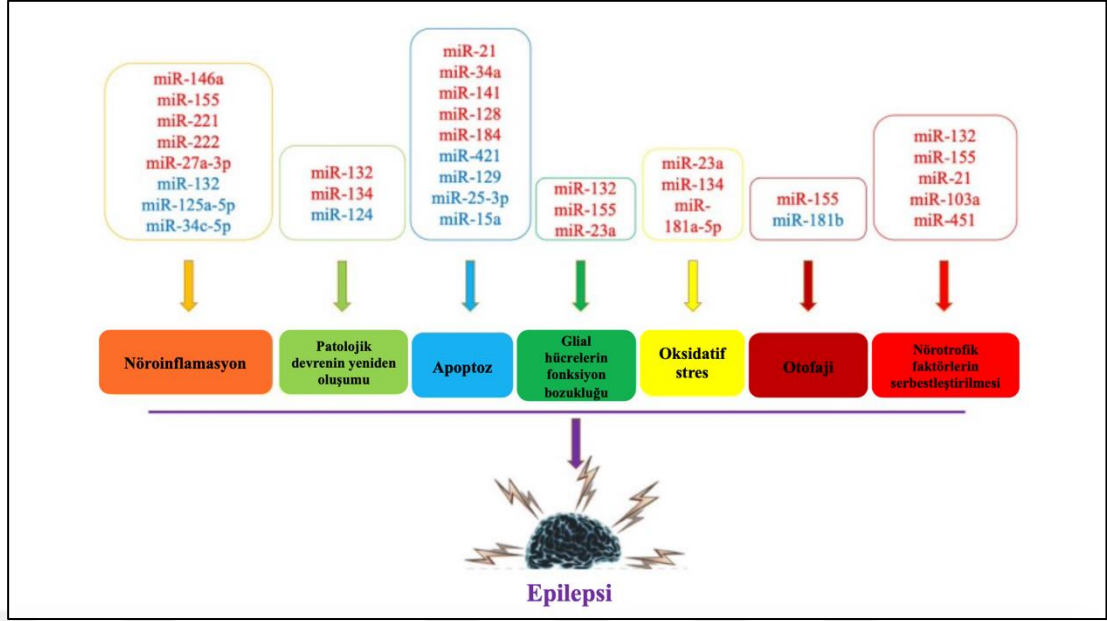 miR-146a
miR-155
miR-221
miR-222
miR-27a-3p
miR-132
miR-125a-5p
miR-34c-5p
miR-132
miR-134
miR-124
miR-21
miR-34a
miR-141
miR-128
miR-184
miR-421
miR-129
miR-25-3p
miR-15a
miR-132
miR-155
miR-23a
miR-23a
miR-134
miR-
181a-5p
miR-155
miR-181b
miR-132
miR-155
miR-21
miR-103a
miR-451
Nöroinflamasyon
Patolojik
devrenin yeniden
oluşumu
Apoptoz
Glial
hücrelerin
fonksiyon
bozukluğu
Oksidatif
stres
Otofaji
Nörotrofik
faktörlerin
serbestleştirilmesi
Epilepsi